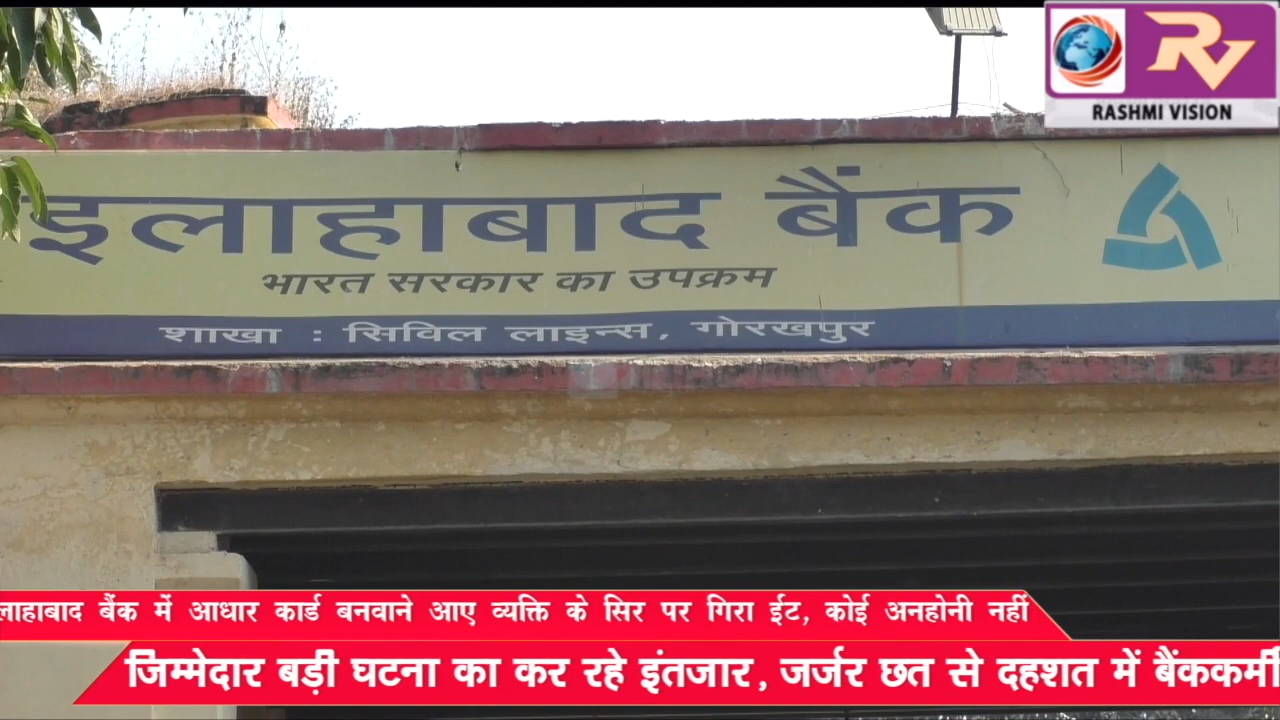 RV
RASHMI VISION
इलाहाबाद बैंक
भारत सरकार का उपक्रम
शाखा : सिविल लाइन्स, गोरखपुर
लाहाबाद बैंक में आधार कार्ड बनवाने आए व्यक्ति के सिर पर गिरा ईट, कोई अनहोनी नहीं
जिम्मेदार बड़ी घटना का कर रहे इंतजार, जर्जर छत से दहशत में बैंककर्मी